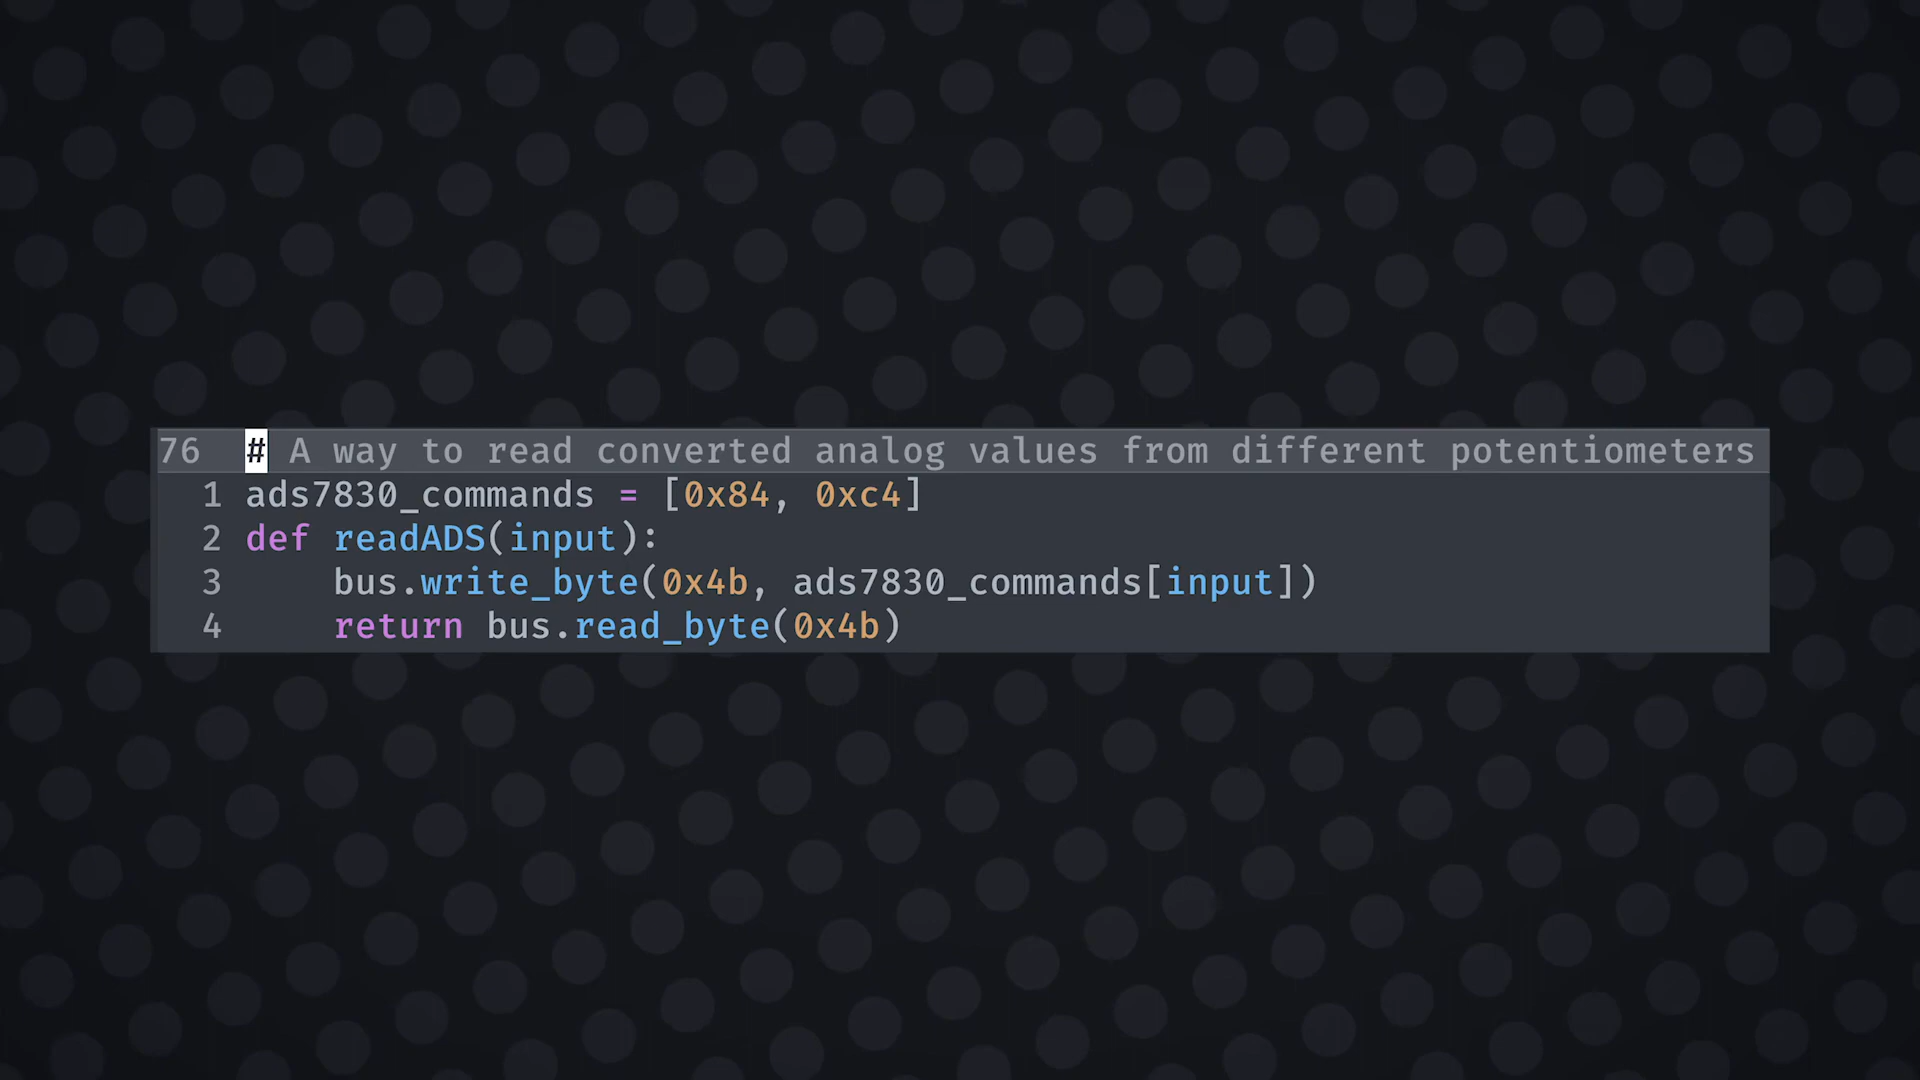 76 # A way to read converted analog values from different potentiometers
1 ads7830_commands = [0x84, 0xc4]
2 def readADS(input):
3     bus.write_byte(0x4b, ads7830_commands[input])
4     return bus.read_byte(0x4b)